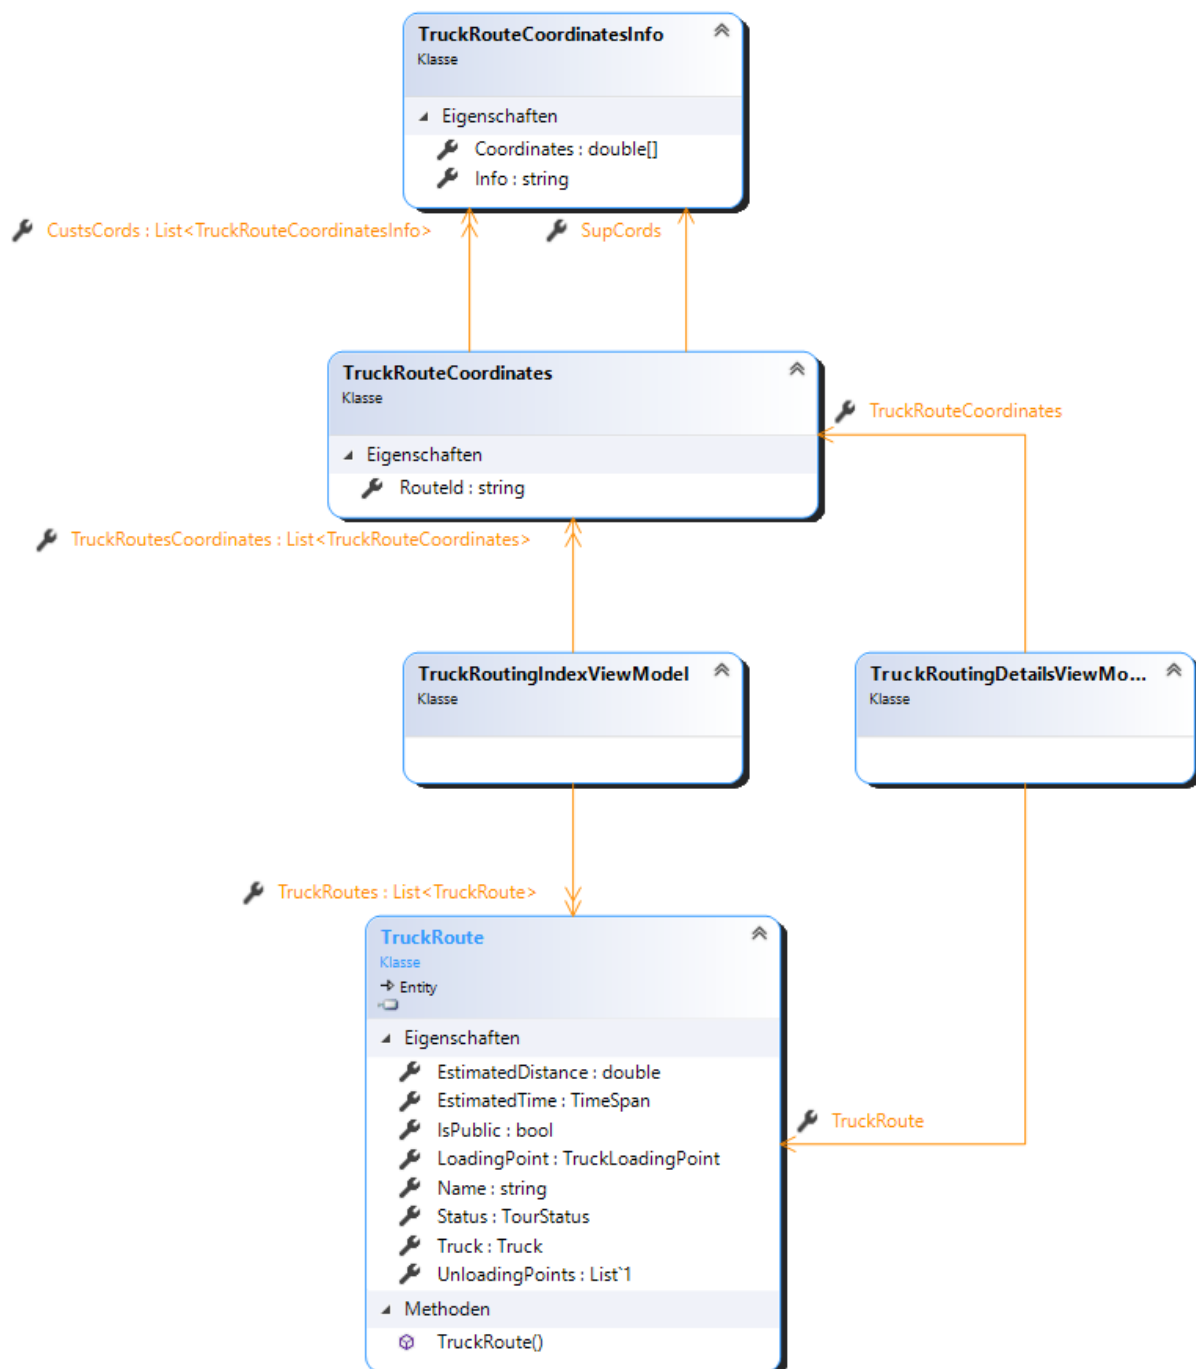 TruckRouteCoordinatesInfo
Klasse
Eigenschaften
Coordinates : double[]
Info : string
CustsCords : List<TruckRouteCoordinatesInfo>
SupCords
TruckRouteCoordinates
Klasse
Eigenschaften
RouteId : string
TruckRouteCoordinates
TruckRoutesCoordinates : List<TruckRouteCoordinates>
TruckRoutingIndexViewModel
Klasse
TruckRoutingDetailsViewMo...
Klasse
TruckRoutes : List<TruckRoute>
TruckRoute
Klasse
Entity
Eigenschaften
EstimatedDistance : double
EstimatedTime : TimeSpan
IsPublic : bool
LoadingPoint : TruckLoadingPoint
Name : string
Status : TourStatus
Truck : Truck
UnloadingPoints : List`1
TruckRoute
Methoden
TruckRoute()